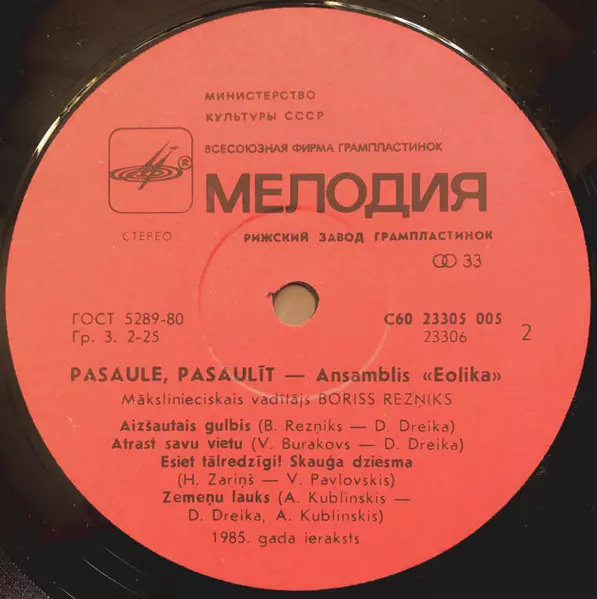 МИНИСТЕРСТВО
КУЛЬТУРЫ СССР
ВСЕСОЮЗНАЯ ФИРМА ГРАМПЛАСТИНОК
®
МЕЛОДИЯ
СТЕРЕО
РИЖСКИЙ ЗАВОД ГРАМПЛАСТИНОК
33
ГОСТ 5289-80
С60 23305 005
Гр. 3. 2-25
23306
2
PASAULE, PASAULĪT — Ansamblis «Eolika»
Mākslinieciskais vadītājs BORISS REZŅIKS
Aizšautais gulbis (B. Rezņiks — D. Dreika)
Atrast savu vietu (V. Burakovs — D. Dreika)
Esiet tālredzīgi! Skauģa dziesma
(H. Zariņš — V. Pavlovskis)
Zemeņu lauks (A. Kublinskis —
D. Dreika, A. Kublinskis)
1985. gada ieraksts